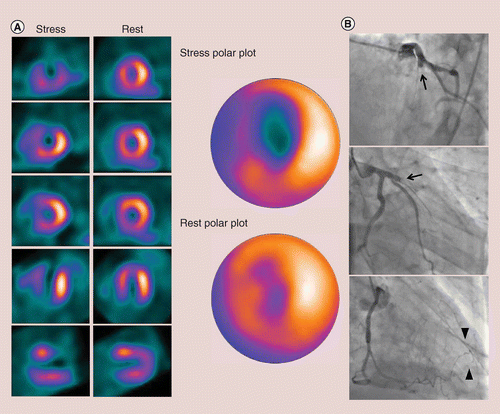 A
Stress
Rest
Stress polar plot
Rest polar plot
B